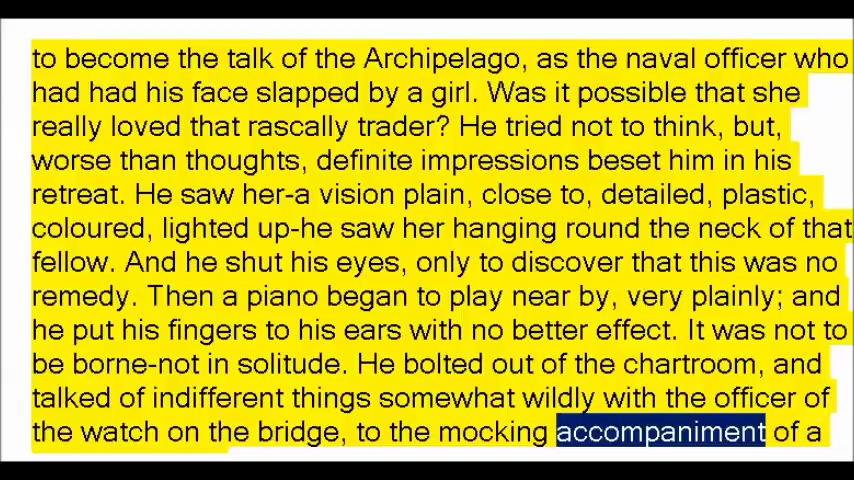 to become the talk of the Archipelago, as the naval officer who
had had his face slapped by a girl. Was it possible that she
really loved that rascally trader? He tried not to think, but,
worse than thoughts, definite impressions beset him in his
retreat. He saw her-a vision plain, close to, detailed, plastic,
coloured, lighted up-he saw her hanging round the neck of that
fellow. And he shut his eyes, only to discover that this was no
remedy. Then a piano began to play near by, very plainly; and
he put his fingers to his ears with no better effect. It was not to
be borne-not in solitude. He bolted out of the chartroom, and
talked of indifferent things somewhat wildly with the officer of
the watch on the bridge, to the mocking accompaniment of a